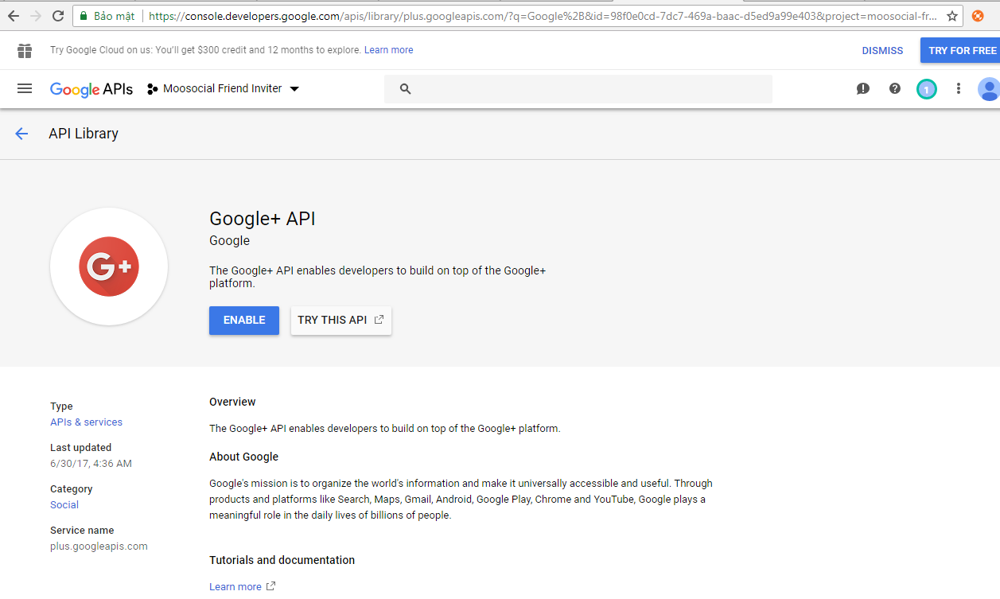 Bảo mật https://console.developers.google.com/apis/library/plus.googleapis.com/?q=Google%2B&id=98f0e0cd-7dc7-469a-baac-d5ed9a99e403&project=moosocial-fr...
Try Google Cloud on us: You'll get $300 credit and 12 months to explore. Learn more DISMISS TRY FOR FREE
Google APIs Moosocial Friend Inviter 1
API Library
G+
Google+ API
Google
The Google+ API enables developers to build on top of the Google+
platform.
ENABLE TRY THIS API
Type
APIs & services
Last updated
6/30/17, 4:36 AM
Category
Social
Service name
plus.googleapis.com
Overview
The Google+ API enables developers to build on top of the Google+ platform.
About Google
Google's mission is to organize the world's information and make it universally accessible and useful. Through
products and platforms like Search, Maps, Gmail, Android, Google Play, Chrome and YouTube, Google plays a
meaningful role in the daily lives of billions of people.
Tutorials and documentation
Learn more